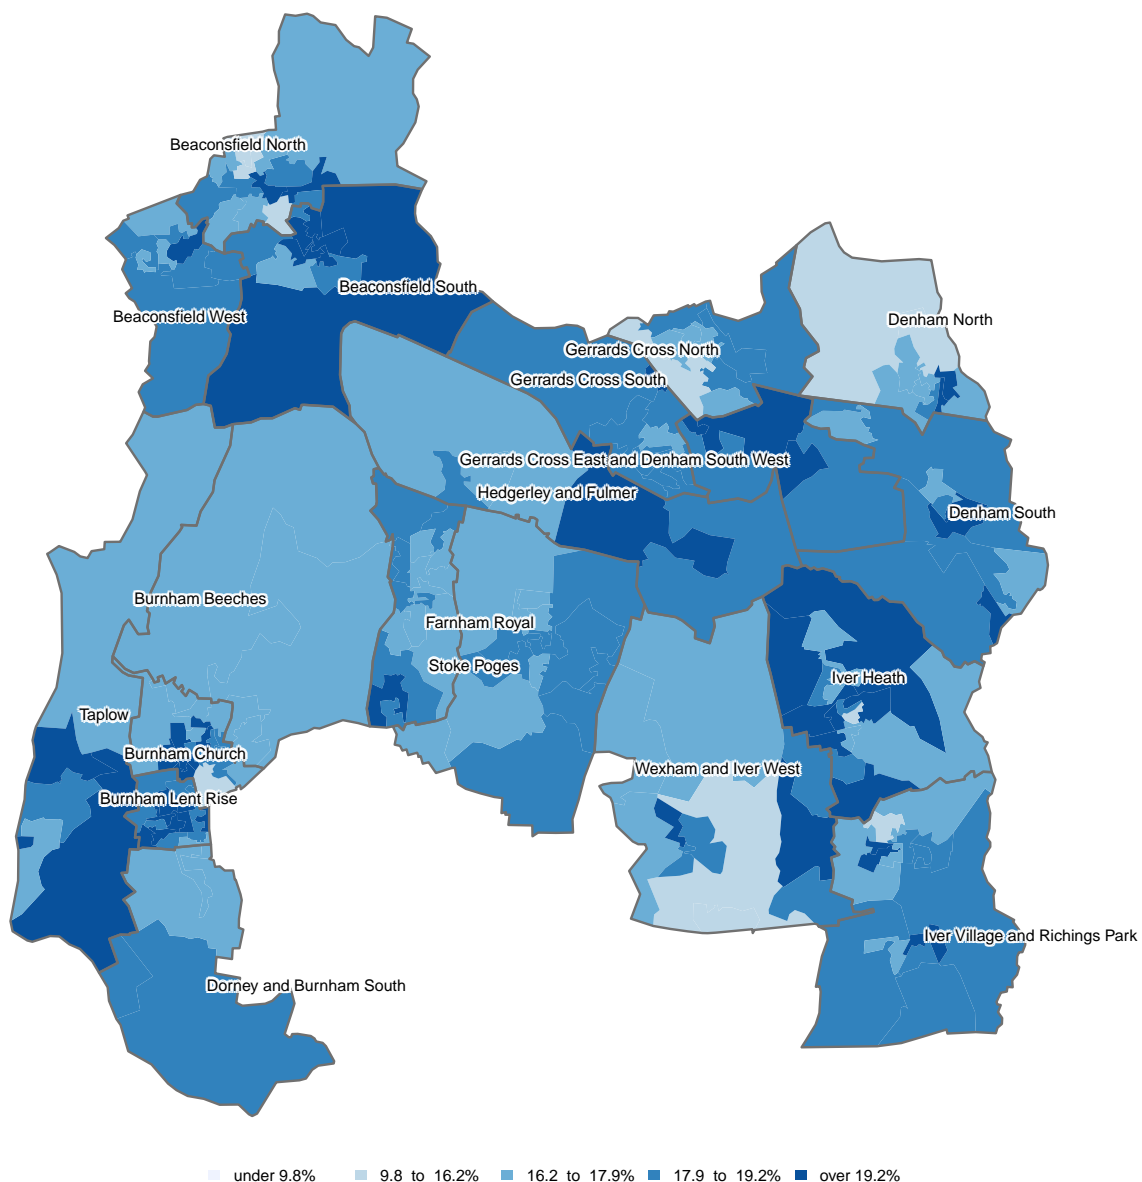 Beaconsfield North
Beaconsfield South
Beaconsfield West
Denham North
Gerrards Cross North
Gerrards Cross South
Gerrards Cross East and Denham South West
Hedgerley and Fulmer
Denham South
Burnham Beeches
Farnham Royal
Stoke Poges
Iver Heath
Taplow
Burnham Church
Wexham and Iver West
Burnham Lent Rise
Iver Village and Richings Park
Dorney and Burnham South
under 9.8% 9.8 to 16.2% 16.2 to 17.9% 17.9 to 19.2% over 19.2%